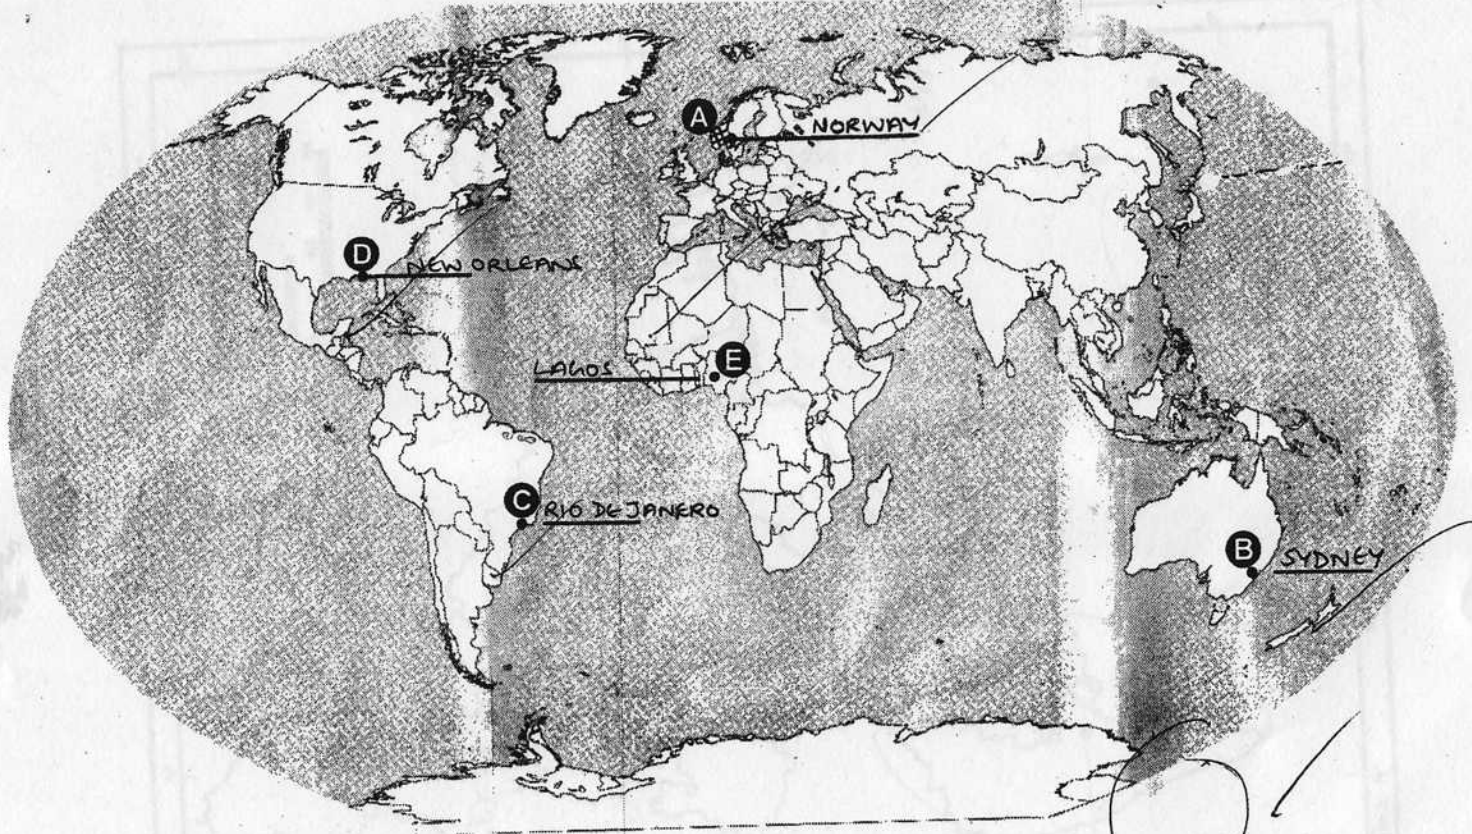 A
NORWAY
D
NEW ORLEANS
E
LAGOS
C
RIO DE JANERO
B
SYDNEY